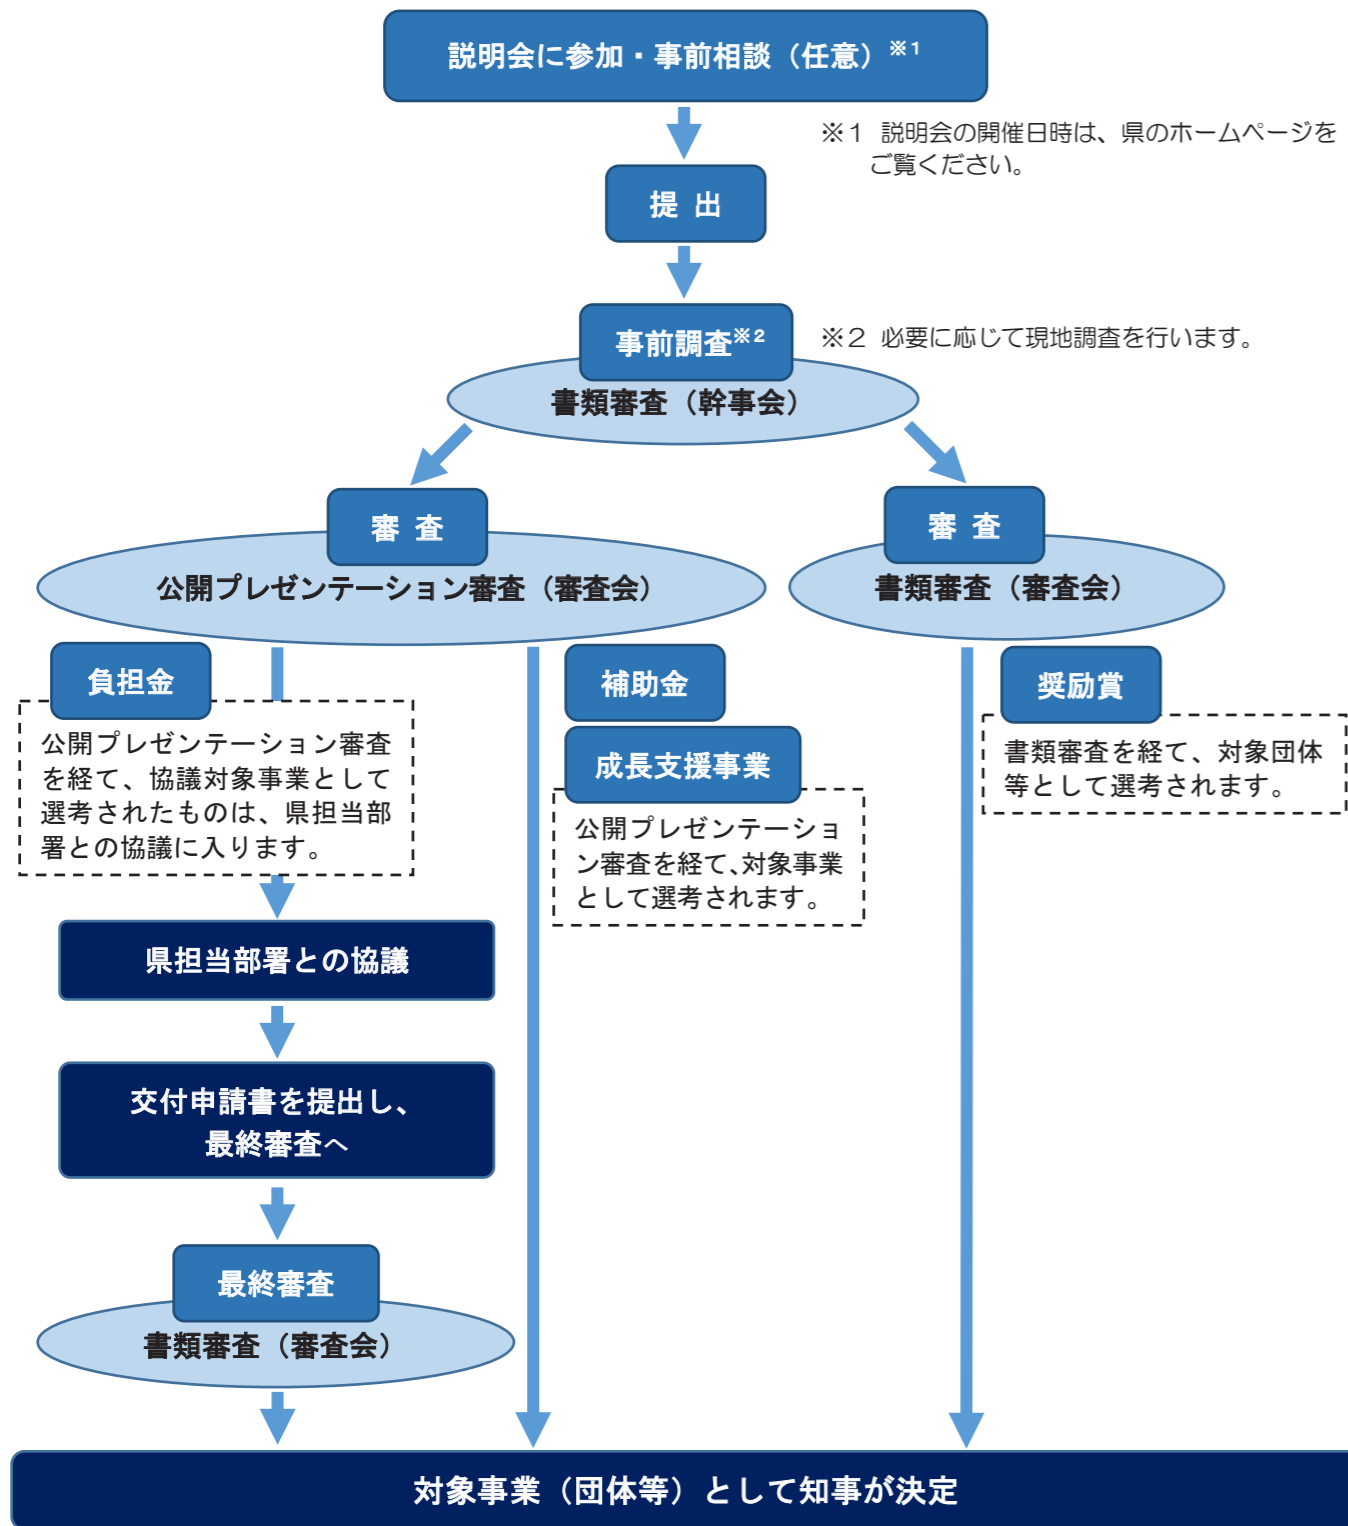 説明会に参加・事前相談（任意）※1
※１ 説明会の開催日時は、県のホームページを
ご覧ください。
提 出
事前調査※2
※２ 必要に応じて現地調査を行います。
書類審査（幹事会）
審 査
公開プレゼンテーション審査（審査会）
審 査
書類審査（審査会）
負担金
公開プレゼンテーション審査
を経て、協議対象事業として
選考されたものは、県担当部
署との協議に入ります。
補助金
成長支援事業
公開プレゼンテーショ
ン審査を経て、対象事業
として選考されます。
奨励賞
書類審査を経て、対象団体
等として選考されます。
県担当部署との協議
交付申請書を提出し、
最終審査へ
最終審査
書類審査（審査会）
対象事業（団体等）として知事が決定